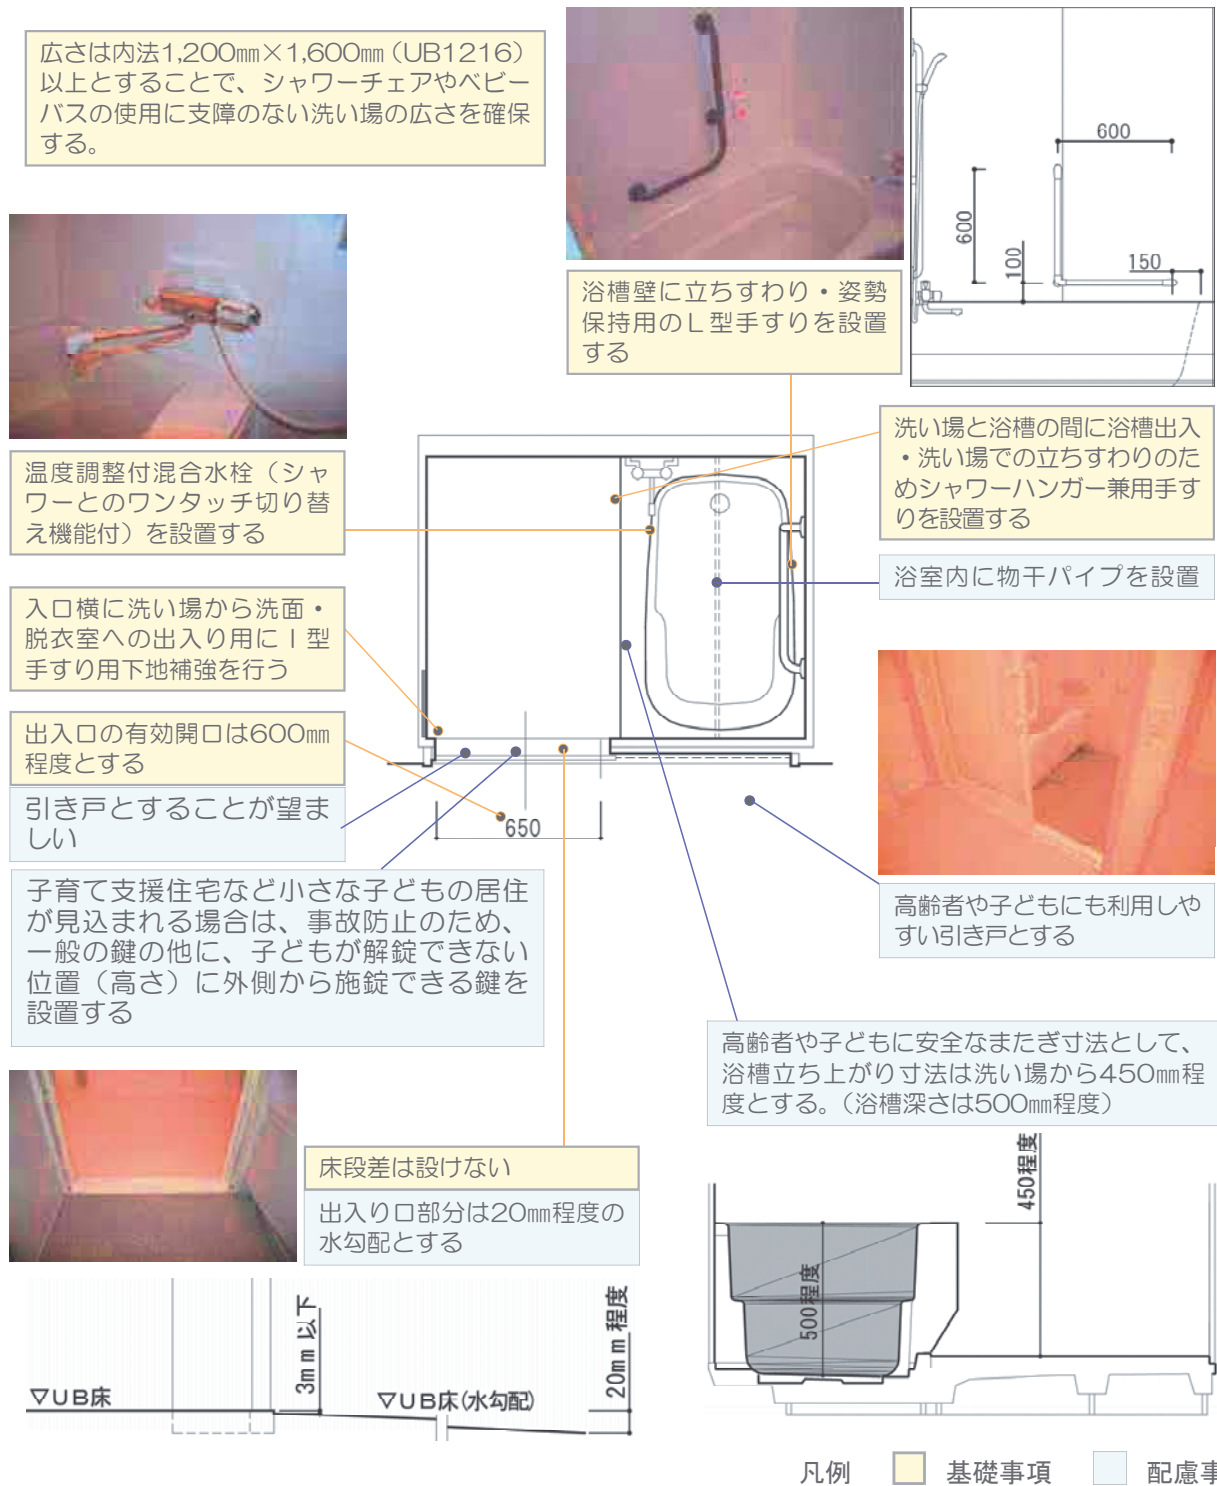 広さは内法1,200㎜×1,600㎜（UB1216）
以上とすることで、シャワーチェアやベビー
バスの使用に支障のない洗い場の広さを確保
する。
600
600
100
150
浴槽壁に立ちすわり・姿勢
保持用のＬ型手すりを設置
する
洗い場と浴槽の間に浴槽出入
・洗い場での立ちすわりのた
めシャワーハンガー兼用手す
りを設置する
温度調整付混合水栓（シャ
ワーとのワンタッチ切り替
え機能付）を設置する
浴室内に物干パイプを設置
入口横に洗い場から洗面・
脱衣室への出入り用にＩ型
手すり用下地補強を行う
出入口の有効開口は600㎜
程度とする
引き戸とすることが望ま
しい
650
子育て支援住宅など小さな子どもの居住
が見込まれる場合は、事故防止のため、
一般の鍵の他に、子どもが解錠できない
位置（高さ）に外側から施錠できる鍵を
設置する
高齢者や子どもにも利用しや
すい引き戸とする
高齢者や子どもに安全なまたぎ寸法として、
浴槽立ち上がり寸法は洗い場から450㎜程
度とする。（浴槽深さは500㎜程度）
床段差は設けない
出入り口部分は20㎜程度の
水勾配とする
450程度
500程度
▽UB床
3mm以下
▽UB床(水勾配)
20mm程度
凡例 基礎事項 配慮事